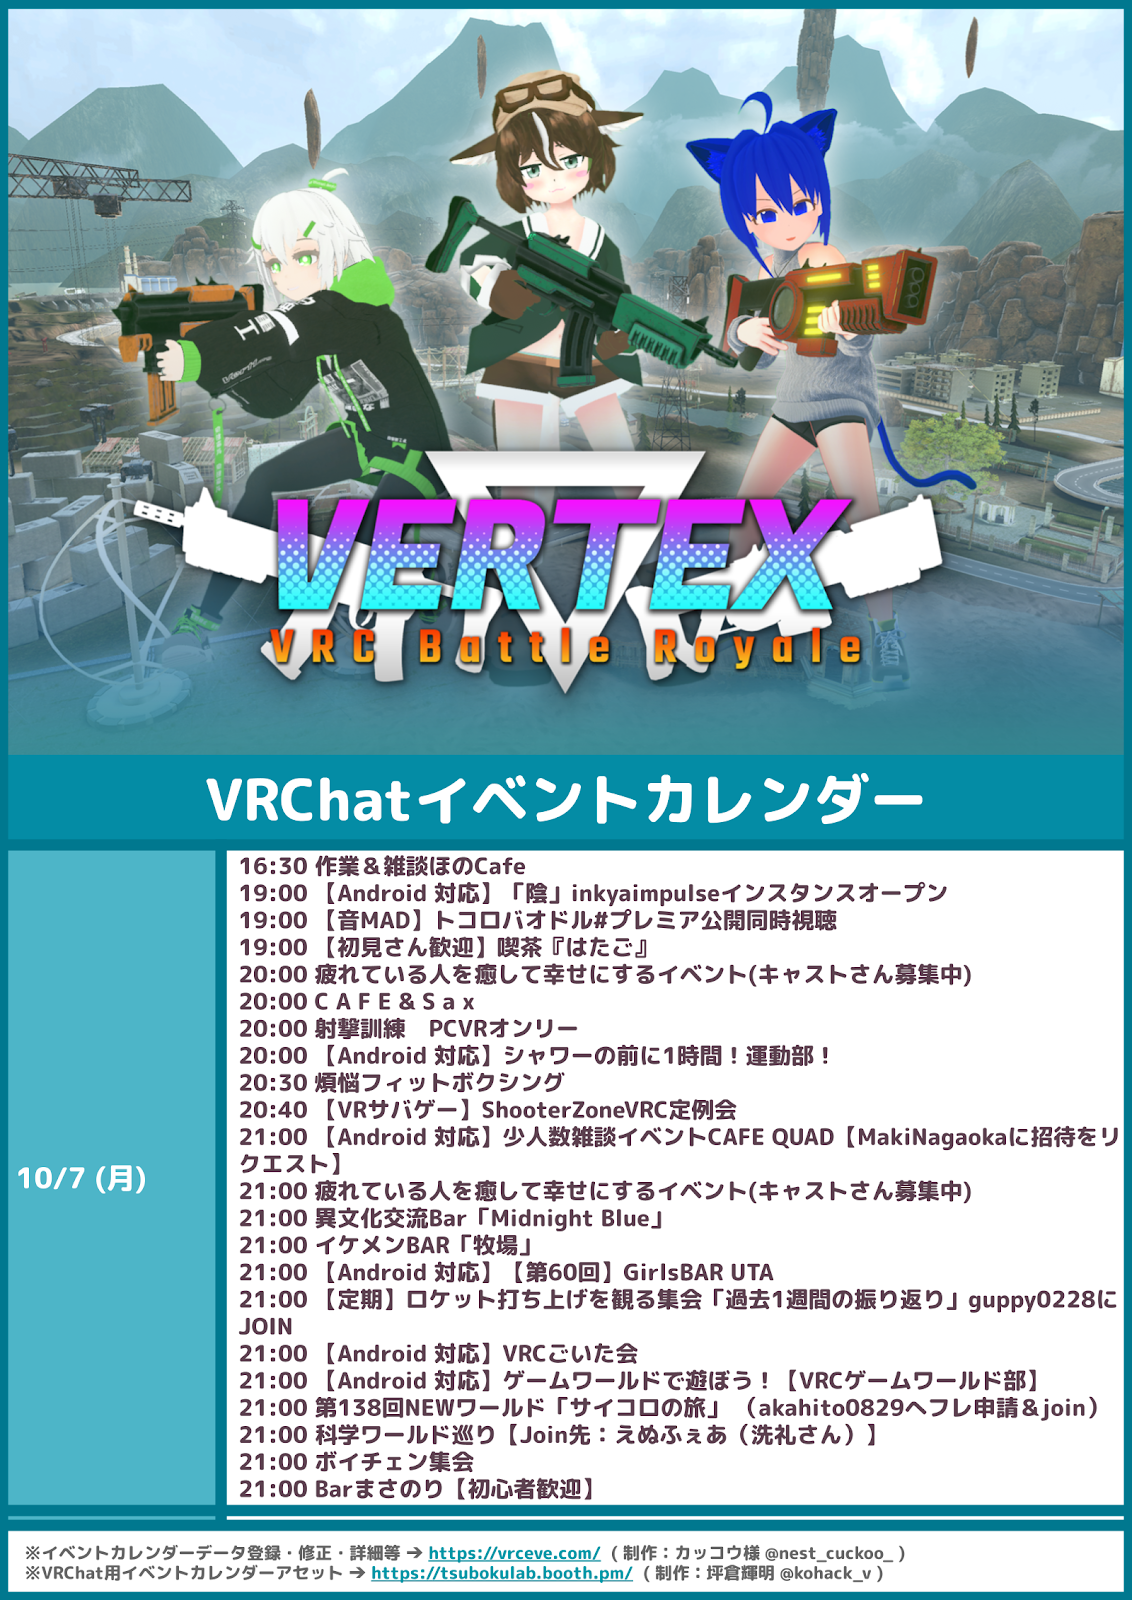 VERTEX
VRC Battle Royale
VRChatイベントカレンダー
10/7 (月)
16:30 作業＆雑談ほのCafe
19:00 【Android 対応】「陰」inkyaimpulseインスタンスオープン
19:00 【音MAD】トコロバオドル#プレミア公開同時視聴
19:00 【初見さん歓迎】喫茶『はたご』
20:00 疲れている人を癒して幸せにするイベント(キャストさん募集中)
20:00 ＣＡＦＥ＆Ｓａｘ
20:00 射撃訓練　PCVRオンリー
20:00 【Android 対応】シャワーの前に1時間！運動部！
20:30 煩悩フィットボクシング
20:40 【VRサバゲー】ShooterZoneVRC定例会
21:00 【Android 対応】少人数雑談イベントCAFE QUAD【MakiNagaokaに招待をリ
クエスト】
21:00 疲れている人を癒して幸せにするイベント(キャストさん募集中)
21:00 異文化交流Bar「Midnight Blue」
21:00 イケメンBAR「牧場」
21:00 【Android 対応】【第60回】GirlsBAR UTA
21:00 【定期】ロケット打ち上げを観る集会「過去1週間の振り返り」guppy0228に
JOIN
21:00 【Android 対応】VRCごいた会
21:00 【Android 対応】ゲームワールドで遊ぼう！【VRCゲームワールド部】
21:00 第138回NEWワールド「サイコロの旅」（akahito0829へフレ申請＆join）
21:00 科学ワールド巡り【Join先：えぬふぇあ（洗礼さん）】
21:00 ボイチェン集会
21:00 Barまさのり【初心者歓迎】
※イベントカレンダーデータ登録・修正・詳細等 → https://vrceve.com/ ( 制作：カッコウ様 @nest_cuckoo_ )
※VRChat用イベントカレンダーアセット → https://tsubokulab.booth.pm/ ( 制作：坪倉輝明 @kohack_v )